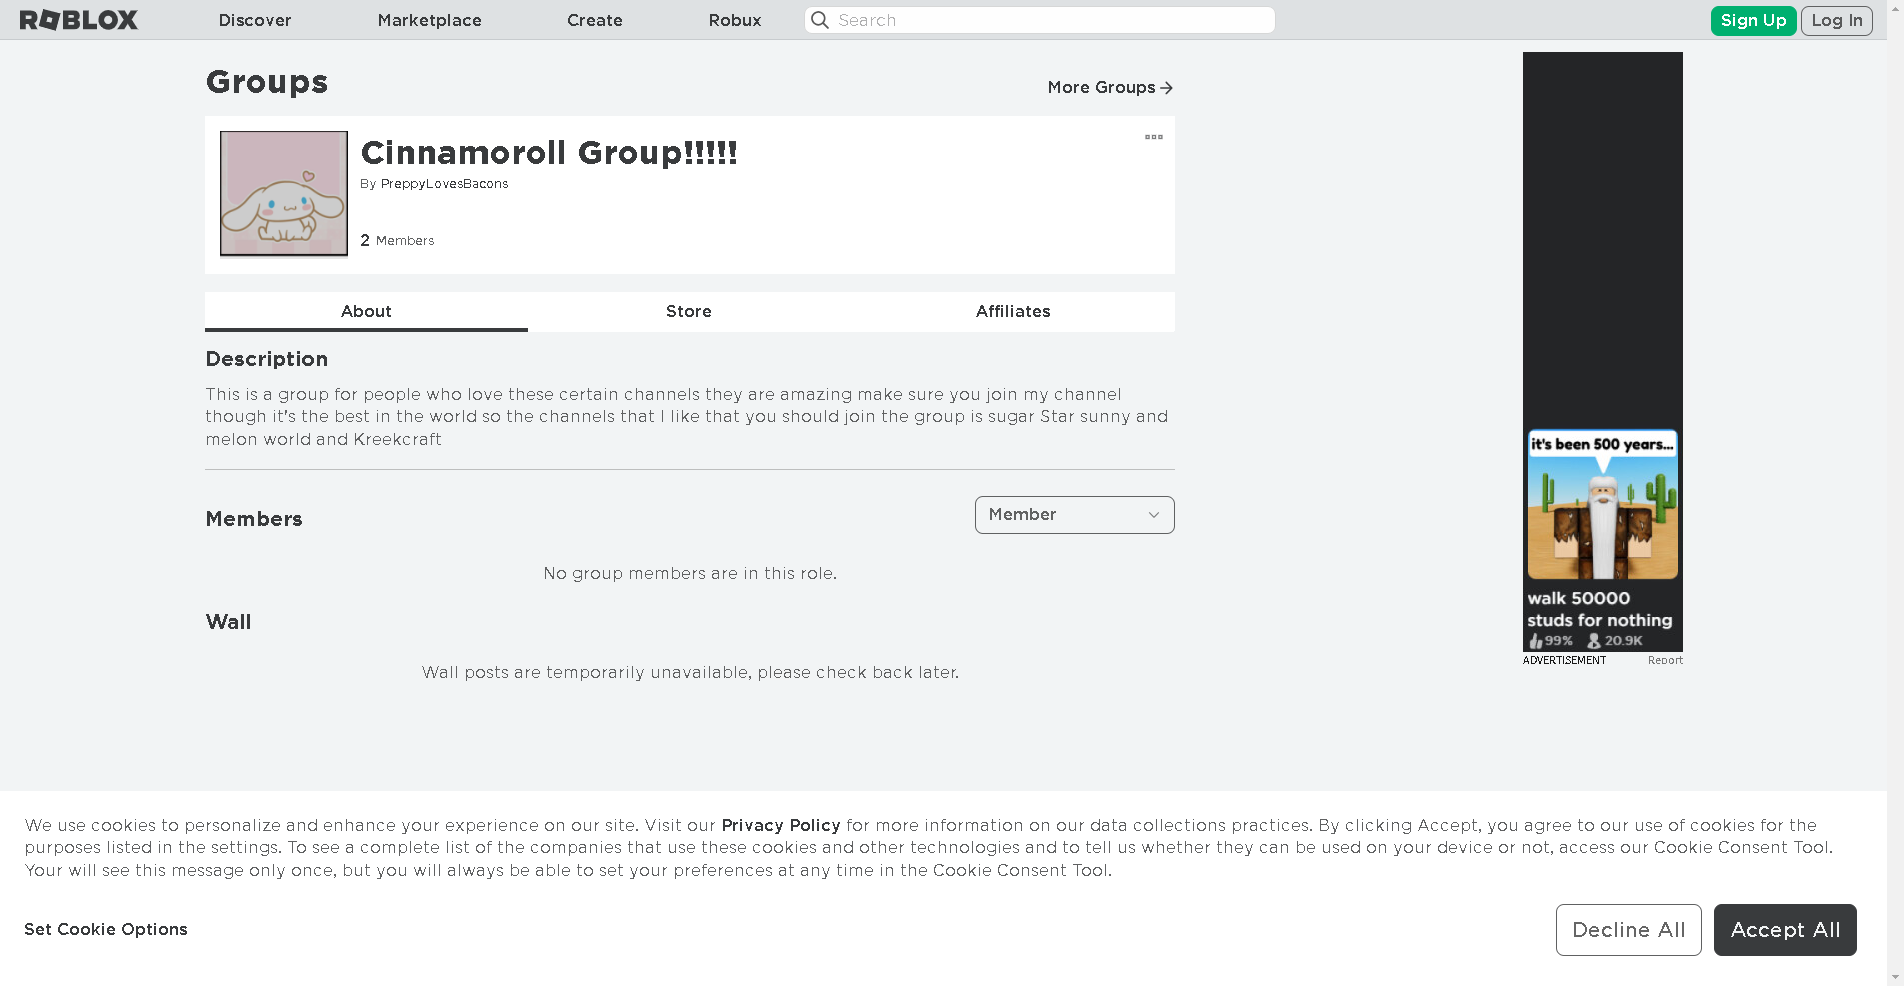 ROBLOX Discover Marketplace Create Robux Search Sign Up Log In
Groups
More Groups
Cinnamoroll Group!!!!!
By PreppyLovesBacons
2 Members
About Store Affiliates
Description
This is a group for people who love these certain channels they are amazing make sure you join my channel
though it's the best in the world so the channels that I like that you should join the group is sugar Star sunny and
melon world and Kreekcraft
Members
Member
No group members are in this role.
Wall
Wall posts are temporarily unavailable, please check back later.
it's been 500 years...
walk 50000
studs for nothing
99% 20.9K
ADVERTISEMENT Report
We use cookies to personalize and enhance your experience on our site. Visit our Privacy Policy for more information on our data collections practices. By clicking Accept, you agree to our use of cookies for the
purposes listed in the settings. To see a complete list of the companies that use these cookies and other technologies and to tell us whether they can be used on your device or not, access our Cookie Consent Tool.
Your will see this message only once, but you will always be able to set your preferences at any time in the Cookie Consent Tool.
Set Cookie Options
Decline All
Accept All